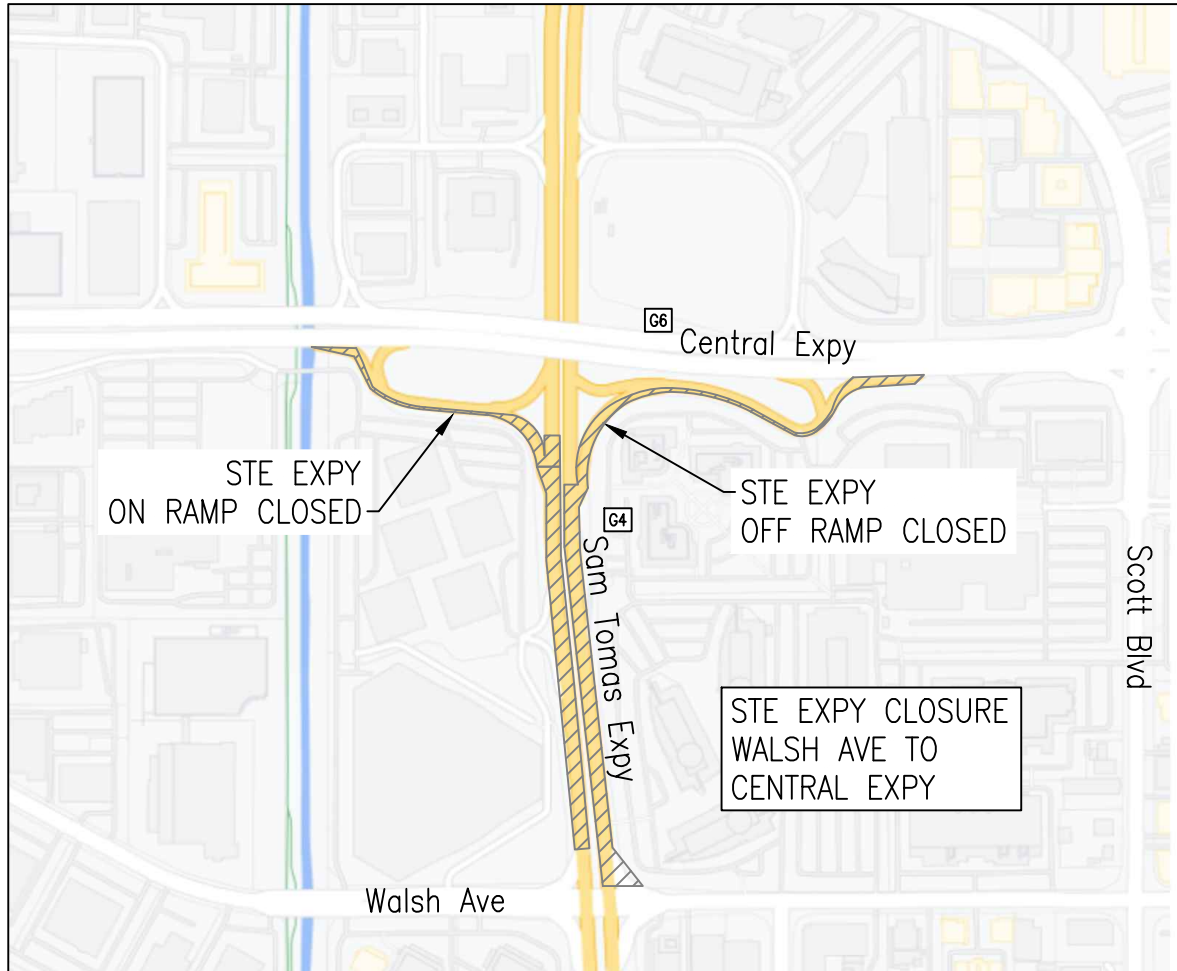 G6
Central Expy
STE EXPY
ON RAMP CLOSED
STE EXPY
OFF RAMP CLOSED
G4
Sam Tomas Expy
Scott Blvd
STE EXPY CLOSURE
WALSH AVE TO
CENTRAL EXPY
Walsh Ave